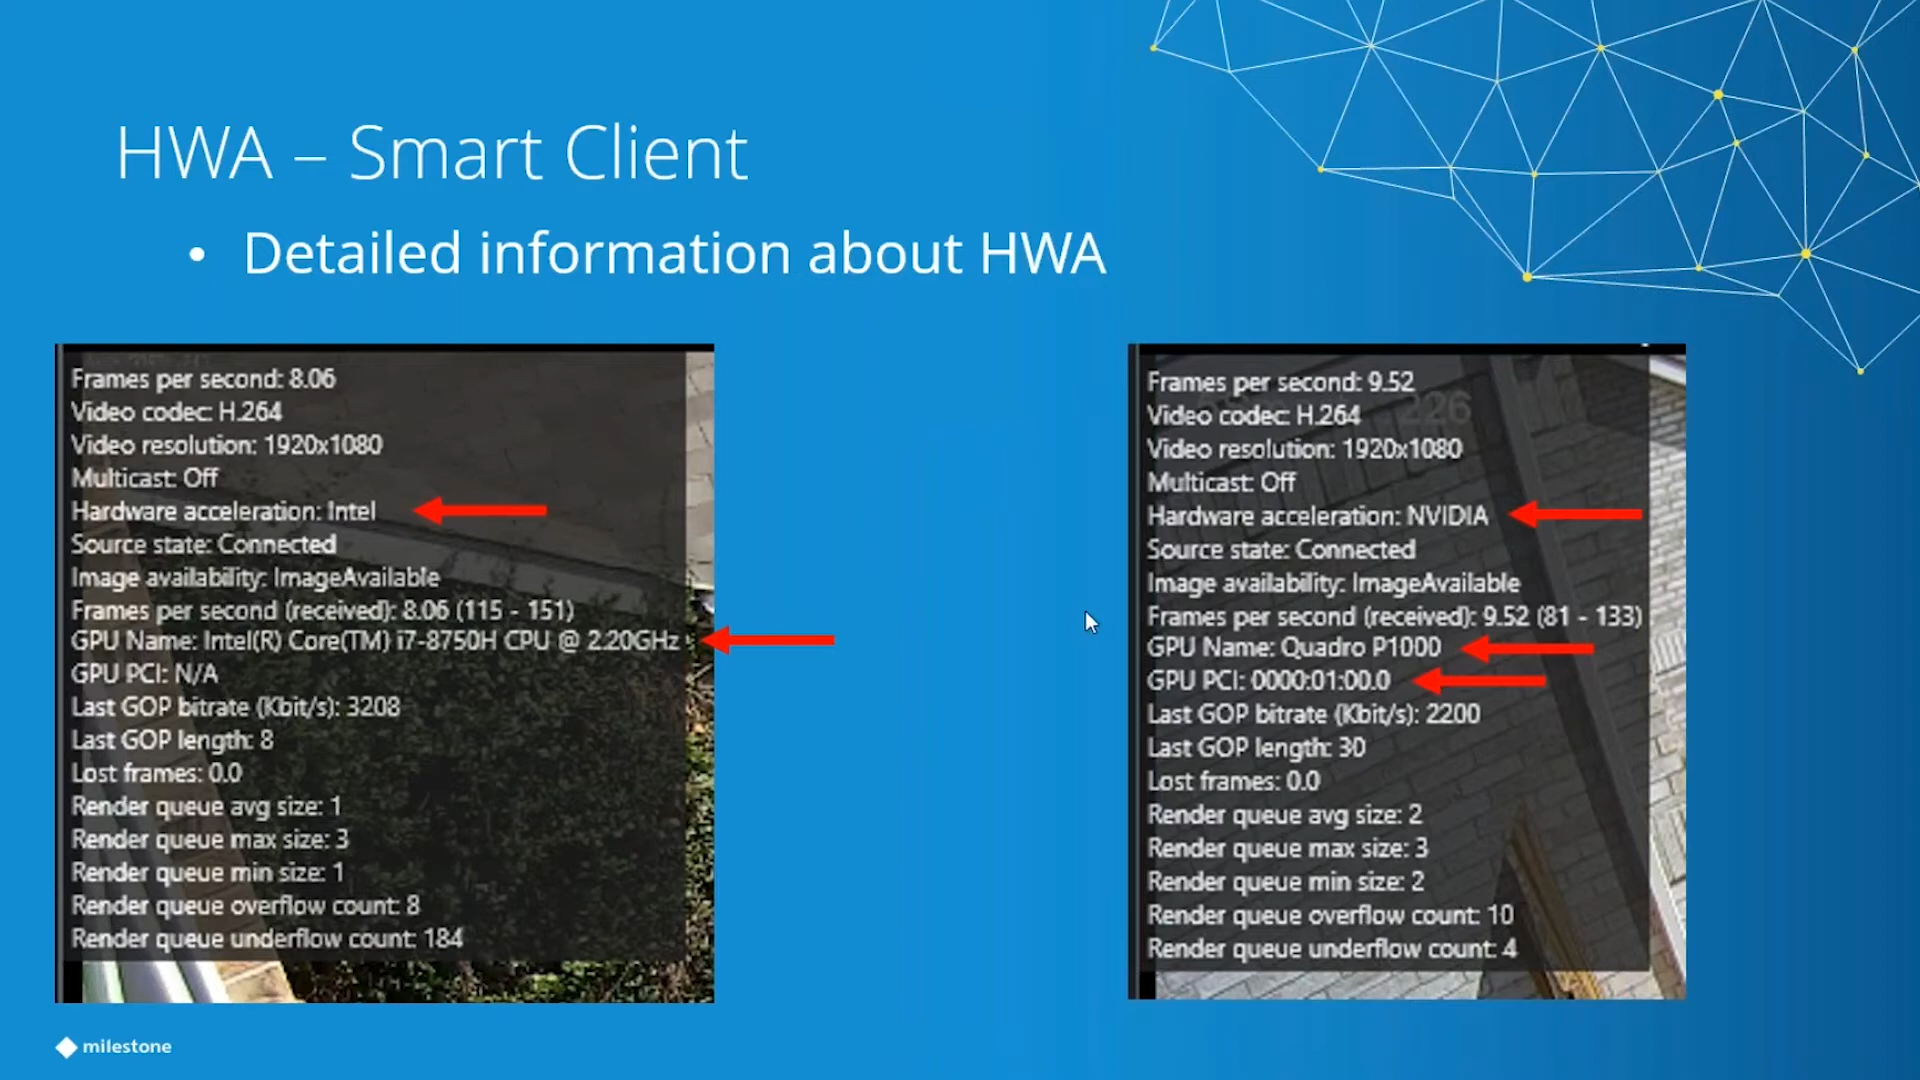 HWA – Smart Client
• Detailed information about HWA
Frames per second: 8.06
Video codec: H.264
Video resolution: 1920x1080
Multicast: Off
Hardware acceleration: Intel
Source state: Connected
Image availability: ImageAvailable
Frames per second (received): 8.06 (115 - 151)
GPU Name: Intel(R) Core(TM) i7-8750H CPU @ 2.20GHz
GPU PCI: N/A
Last GOP bitrate (Kbit/s): 3208
Last GOP length: 8
Lost frames: 0.0
Render queue avg size: 1
Render queue max size: 3
Render queue min size: 1
Render queue overflow count: 8
Render queue underflow count: 184
Frames per second: 9.52
Video codec: H.264
Video resolution: 1920x1080
Multicast: Off
Hardware acceleration: NVIDIA
Source state: Connected
Image availability: ImageAvailable
Frames per second (received): 9.52 (81 - 133)
GPU Name: Quadro P1000
GPU PCI: 0000:01:00.0
Last GOP bitrate (Kbit/s): 2200
Last GOP length: 30
Lost frames: 0.0
Render queue avg size: 2
Render queue max size: 3
Render queue min size: 2
Render queue overflow count: 10
Render queue underflow count: 4
226
milestone